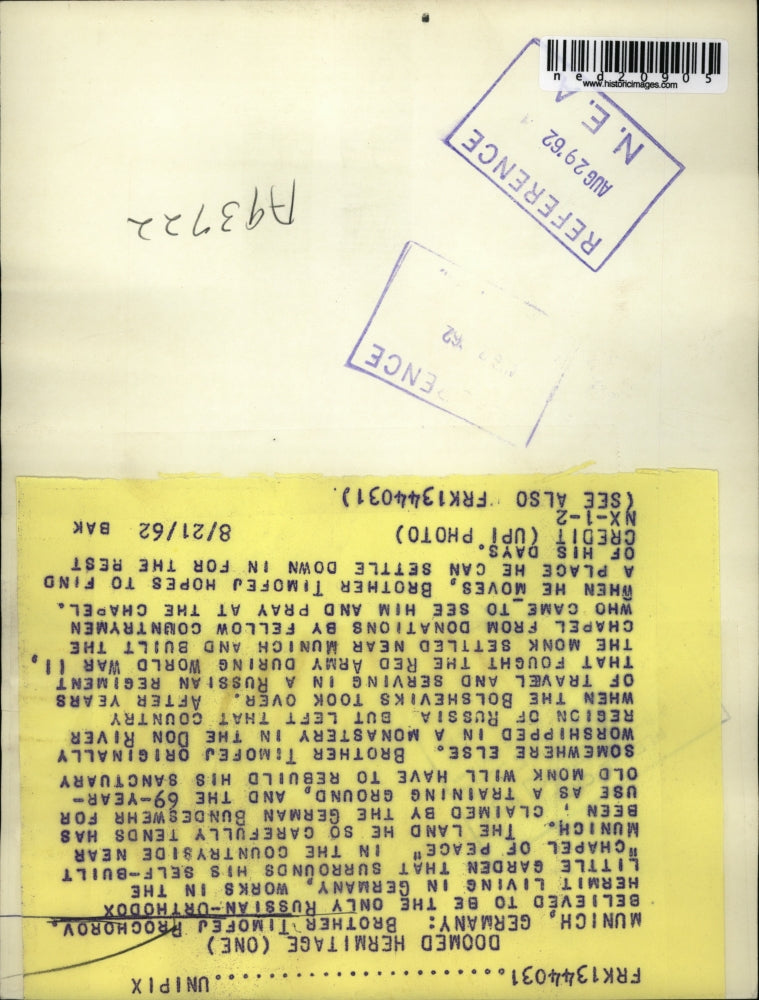 ned20905
www.historicimages.com
FRK1344031..........................UNIPIX
DOOMED HERMITAGE (ONE)
MUNICH, GERMANY: BROTHER TIMOFEJ PROCHOROV,
BELIEVED TO BE THE ONLY RUSSIAN-ORTHODOX
HERMIT LIVING IN GERMANY, WORKS IN THE
LITTLE GARDEN THAT SURROUNDS HIS SELF-BUILT
"CHAPEL OF PEACE" IN THE COUNTRYSIDE NEAR
MUNICH. THE LAND HE SO CAREFULLY TENDS HAS
BEEN ; CLAIMED BY THE GERMAN BUNDESWEHR FOR
USE AS A TRAINING GROUND, AND THE 69-YEAR-
OLD MONK WILL HAVE TO REBUILD HIS SANCTUARY
SOMEWHERE ELSE. BROTHER TIMOFEJ ORIGINALLY
WORSHIPPED IN A MONASTERY IN THE DON RIVER
REGION OF RUSSIA BUT LEFT THAT COUNTRY
WHEN THE BOLSHEVIKS TOOK OVER. AFTER YEARS
OF TRAVEL AND SERVING IN A RUSSIAN REGIMENT
THAT FOUGHT THE RED ARMY DURING WORLD WAR II,
THE MONK SETTLED NEAR MUNICH AND BUILT THE
CHAPEL FROM DONATIONS BY FELLOW COUNTRYMEN
WHO CAME TO SEE HIM AND PRAY AT THE CHAPEL.
WHEN HE MOVES, BROTHER TIMOFEJ HOPES TO FIND
A PLACE HE CAN SETTLE DOWN IN FOR THE REST
OF HIS DAYS.
CREDIT (UPI PHOTO) 8/21/62 BAK
NX-1-2
(SEE ALSO FRK1344031).
ENCE
'62
A93722
REFERENCE
AUG 29 '62
N. E. A